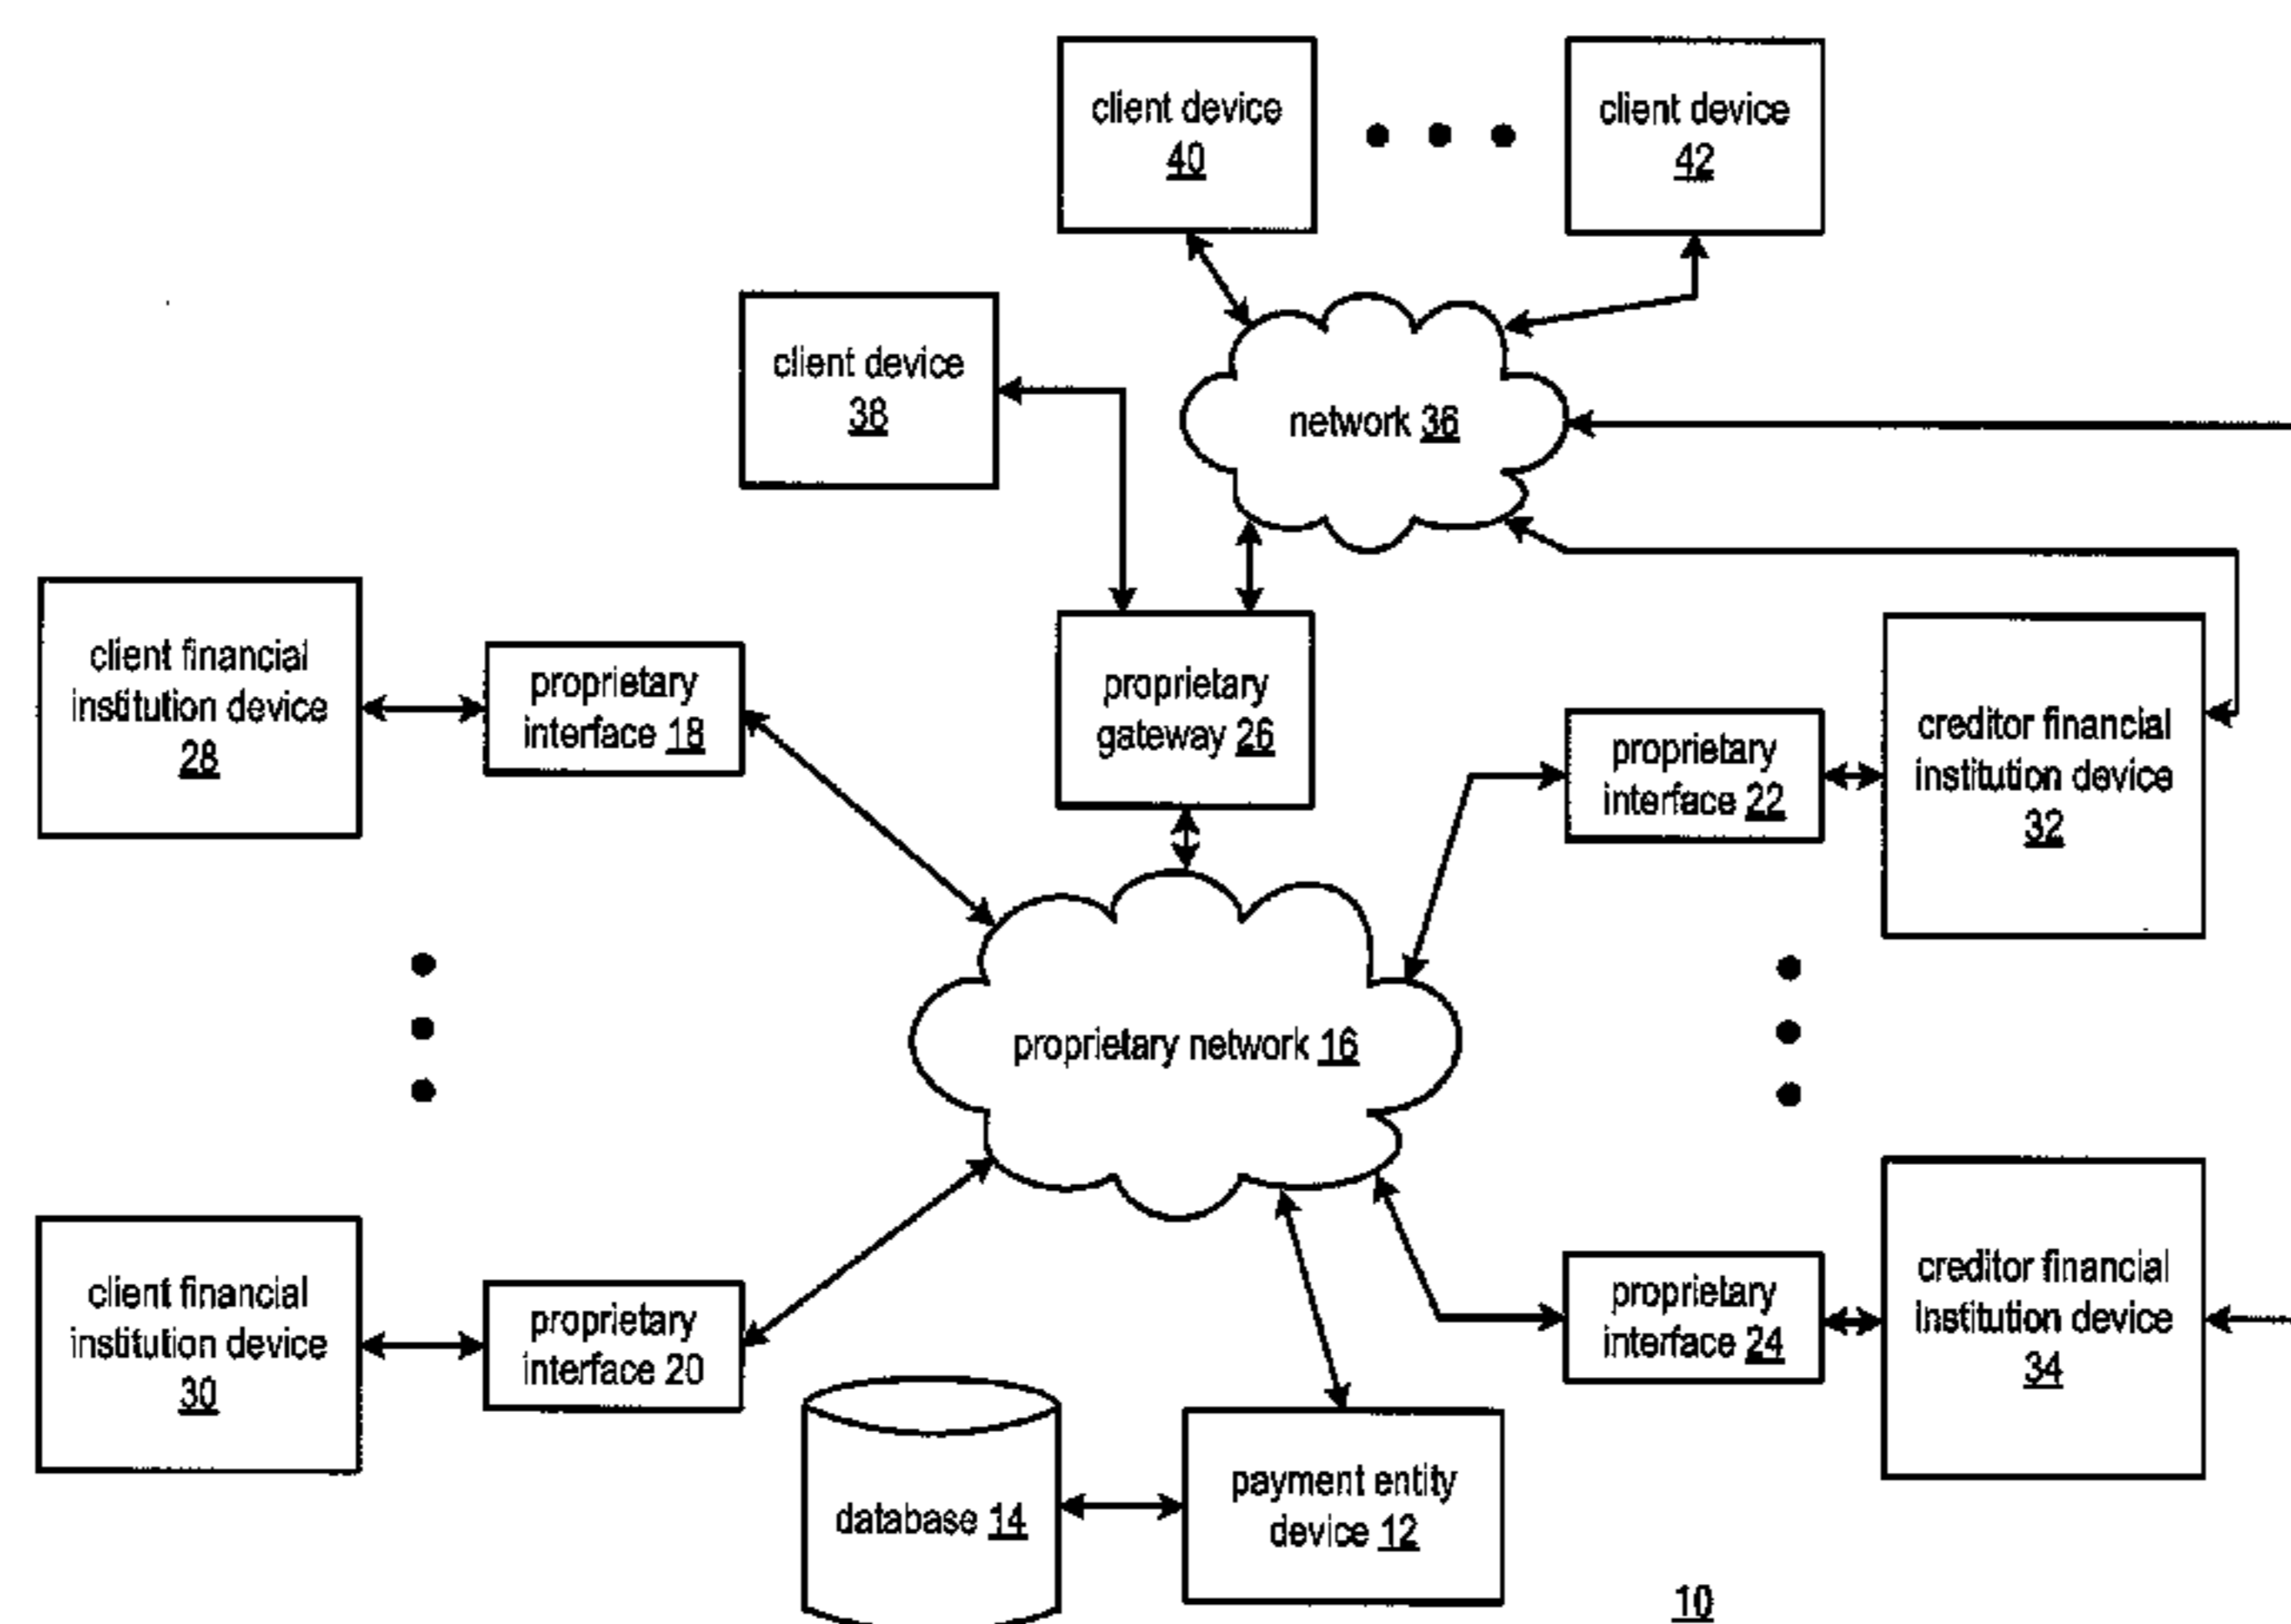 client device
40
client device
42
client device
38
network 36
client financial
institution device
28
proprietary
interface 18
proprietary
gateway 26
proprietary
interface 22
creditor financial
institution device
32
proprietary network 16
client financial
institution device
30
proprietary
interface 20
proprietary
interface 24
creditor financial
institution device
34
database 14
payment entity
device 12
10